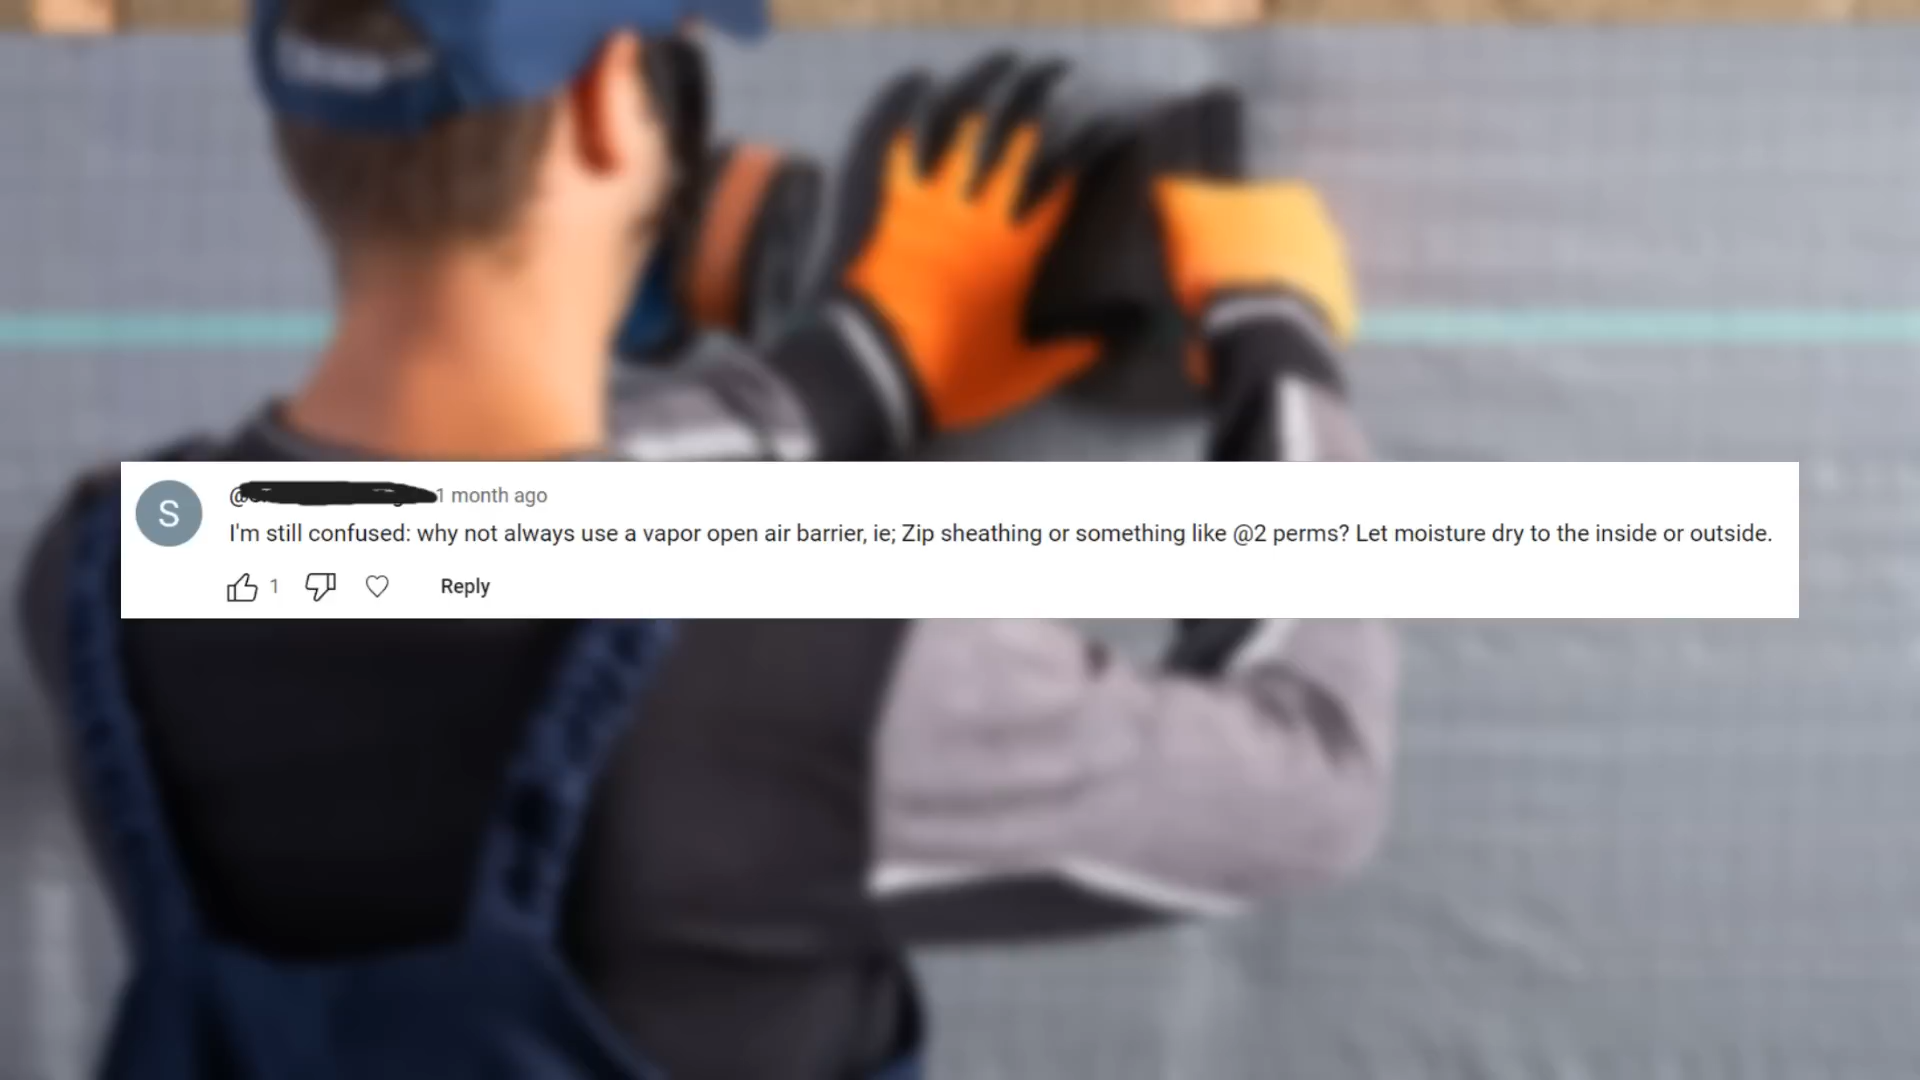 S
1 month ago
I'm still confused: why not always use a vapor open air barrier, ie; Zip sheathing or something like @2 perms? Let moisture dry to the inside or outside.
1
Reply